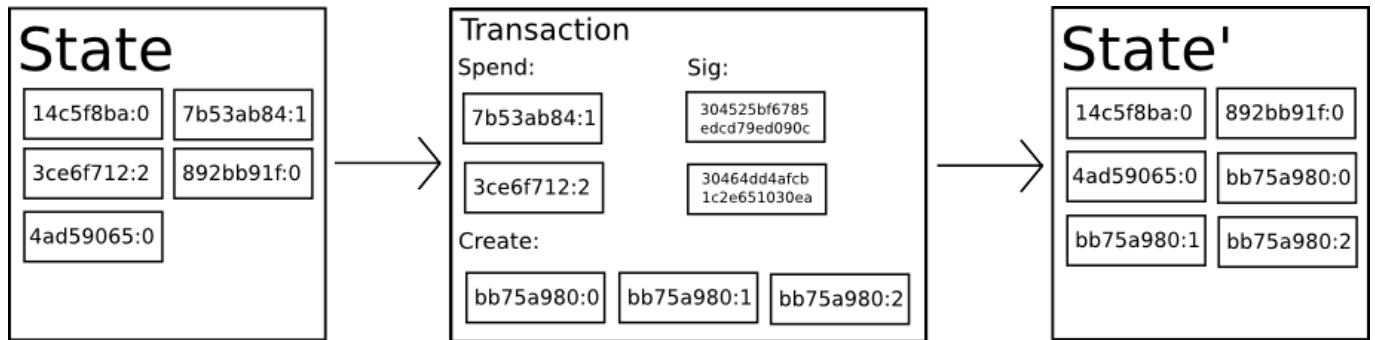 State
14c5f8ba:0 7b53ab84:1
3ce6f712:2 892bb91f:0
4ad59065:0
Transaction
Spend: Sig:
7b53ab84:1
304525bf6785
edcd79ed090c
3ce6f712:2
30464dd4afcb
1c2e651030ea
Create:
bb75a980:0 bb75a980:1 bb75a980:2
State'
14c5f8ba:0 892bb91f:0
4ad59065:0 bb75a980:0
bb75a980:1 bb75a980:2